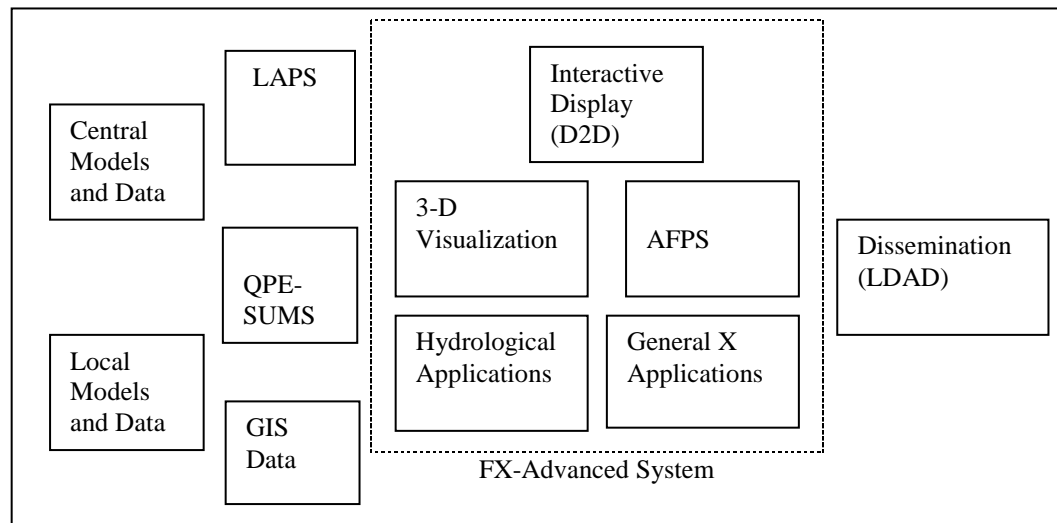 Central
Models
and Data
Local
Models
and Data
LAPS
QPE-
SUMS
GIS
Data
Interactive
Display
(D2D)
3-D
Visualization
AFPS
Hydrological
Applications
General X
Applications
FX-Advanced System
Dissemination
(LDAD)